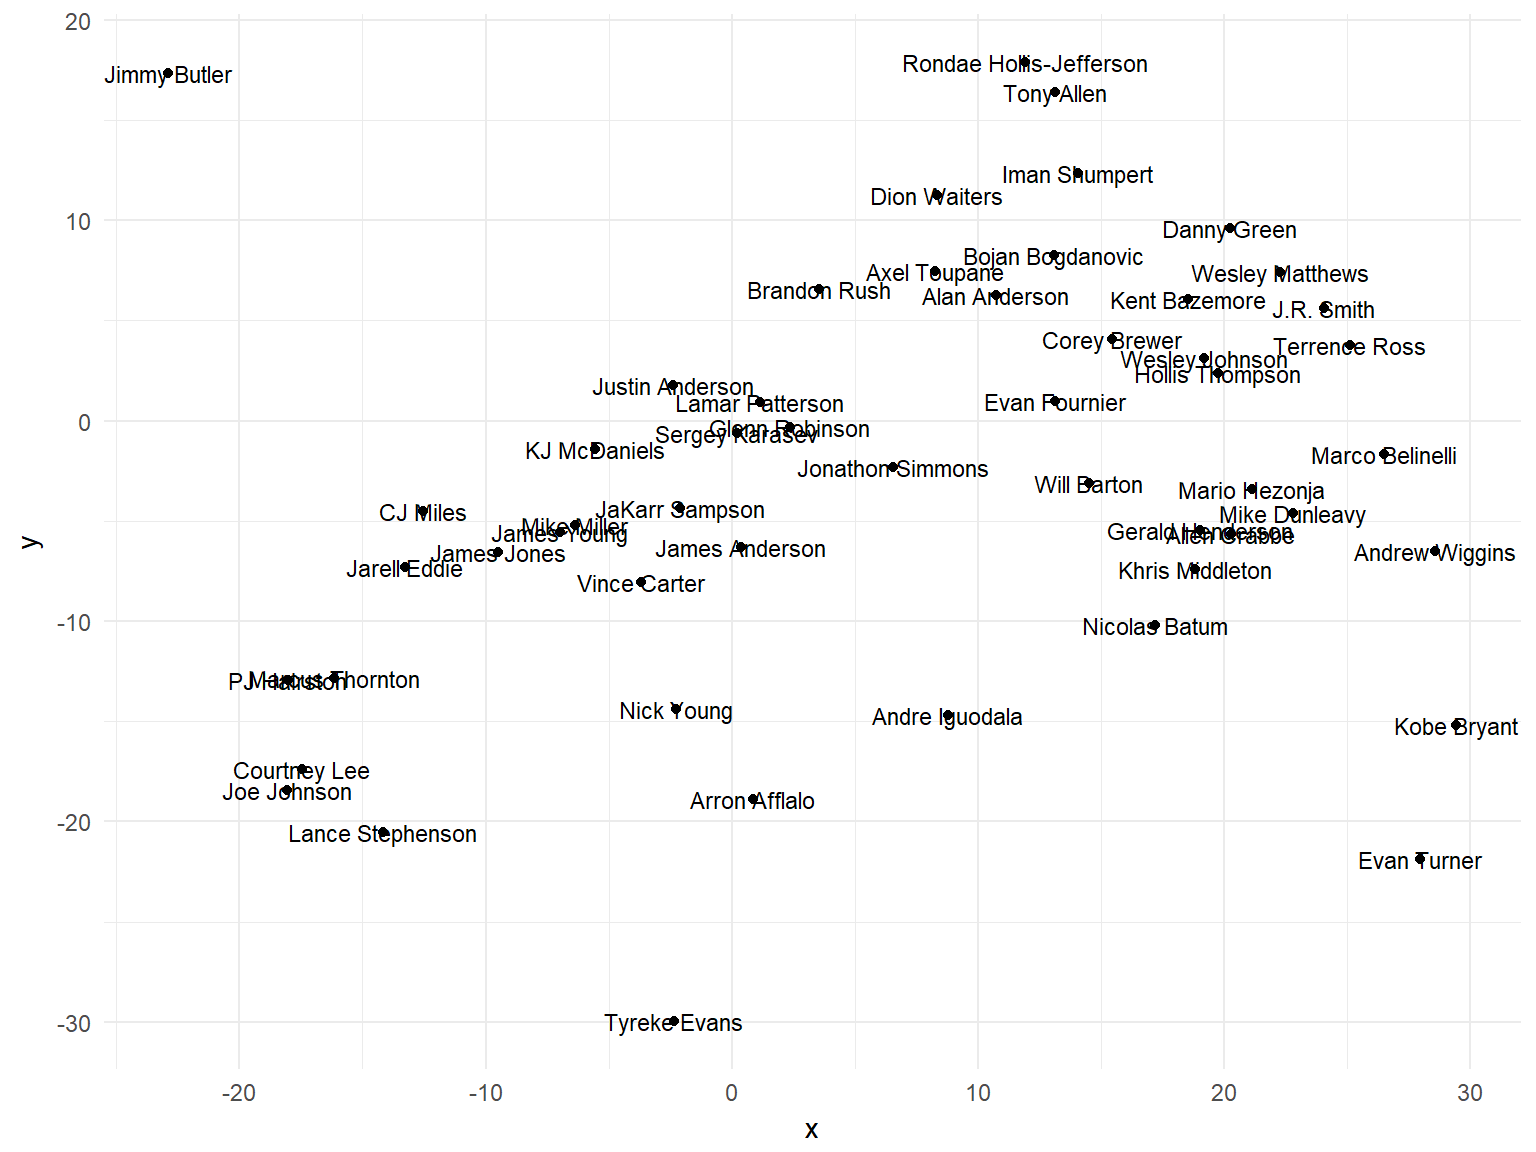 20
Jimmy Butler
Rondae Hollis-Jefferson
Tony Allen
Iman Shumpert
Dion Waiters
10
Danny Green
Bojan Bogdanovic
Axel Toupane
Wesley Matthews
Brandon Rush
Alan Anderson
Kent Bazemore
J.R. Smith
Corey Brewer
Terrence Ross
Wesley Johnson
Hollis Thompson
Justin Anderson
Lamar Patterson
Evan Fournier
0
Glenn Robinson
Sergey Karasev
KJ McDaniels
Marco Belinelli
Jonathon Simmons
Will Barton
Mario Hezonja
JaKarr Sampson
CJ Miles
Mike Dunleavy
Mike Miller
James Young
Gerald Henderson
Allen Crabbe
y
James Jones
James Anderson
Andrew Wiggins
Jarell Eddie
Khris Middleton
Vince Carter
-10
Nicolas Batum
PJ Hairston
Marcus Thornton
Nick Young
Andre Iguodala
Kobe Bryant
Courtney Lee
Joe Johnson
Arron Afflalo
-20
Lance Stephenson
Evan Turner
-30
Tyreke Evans
-20
-10
0
10
20
30
x